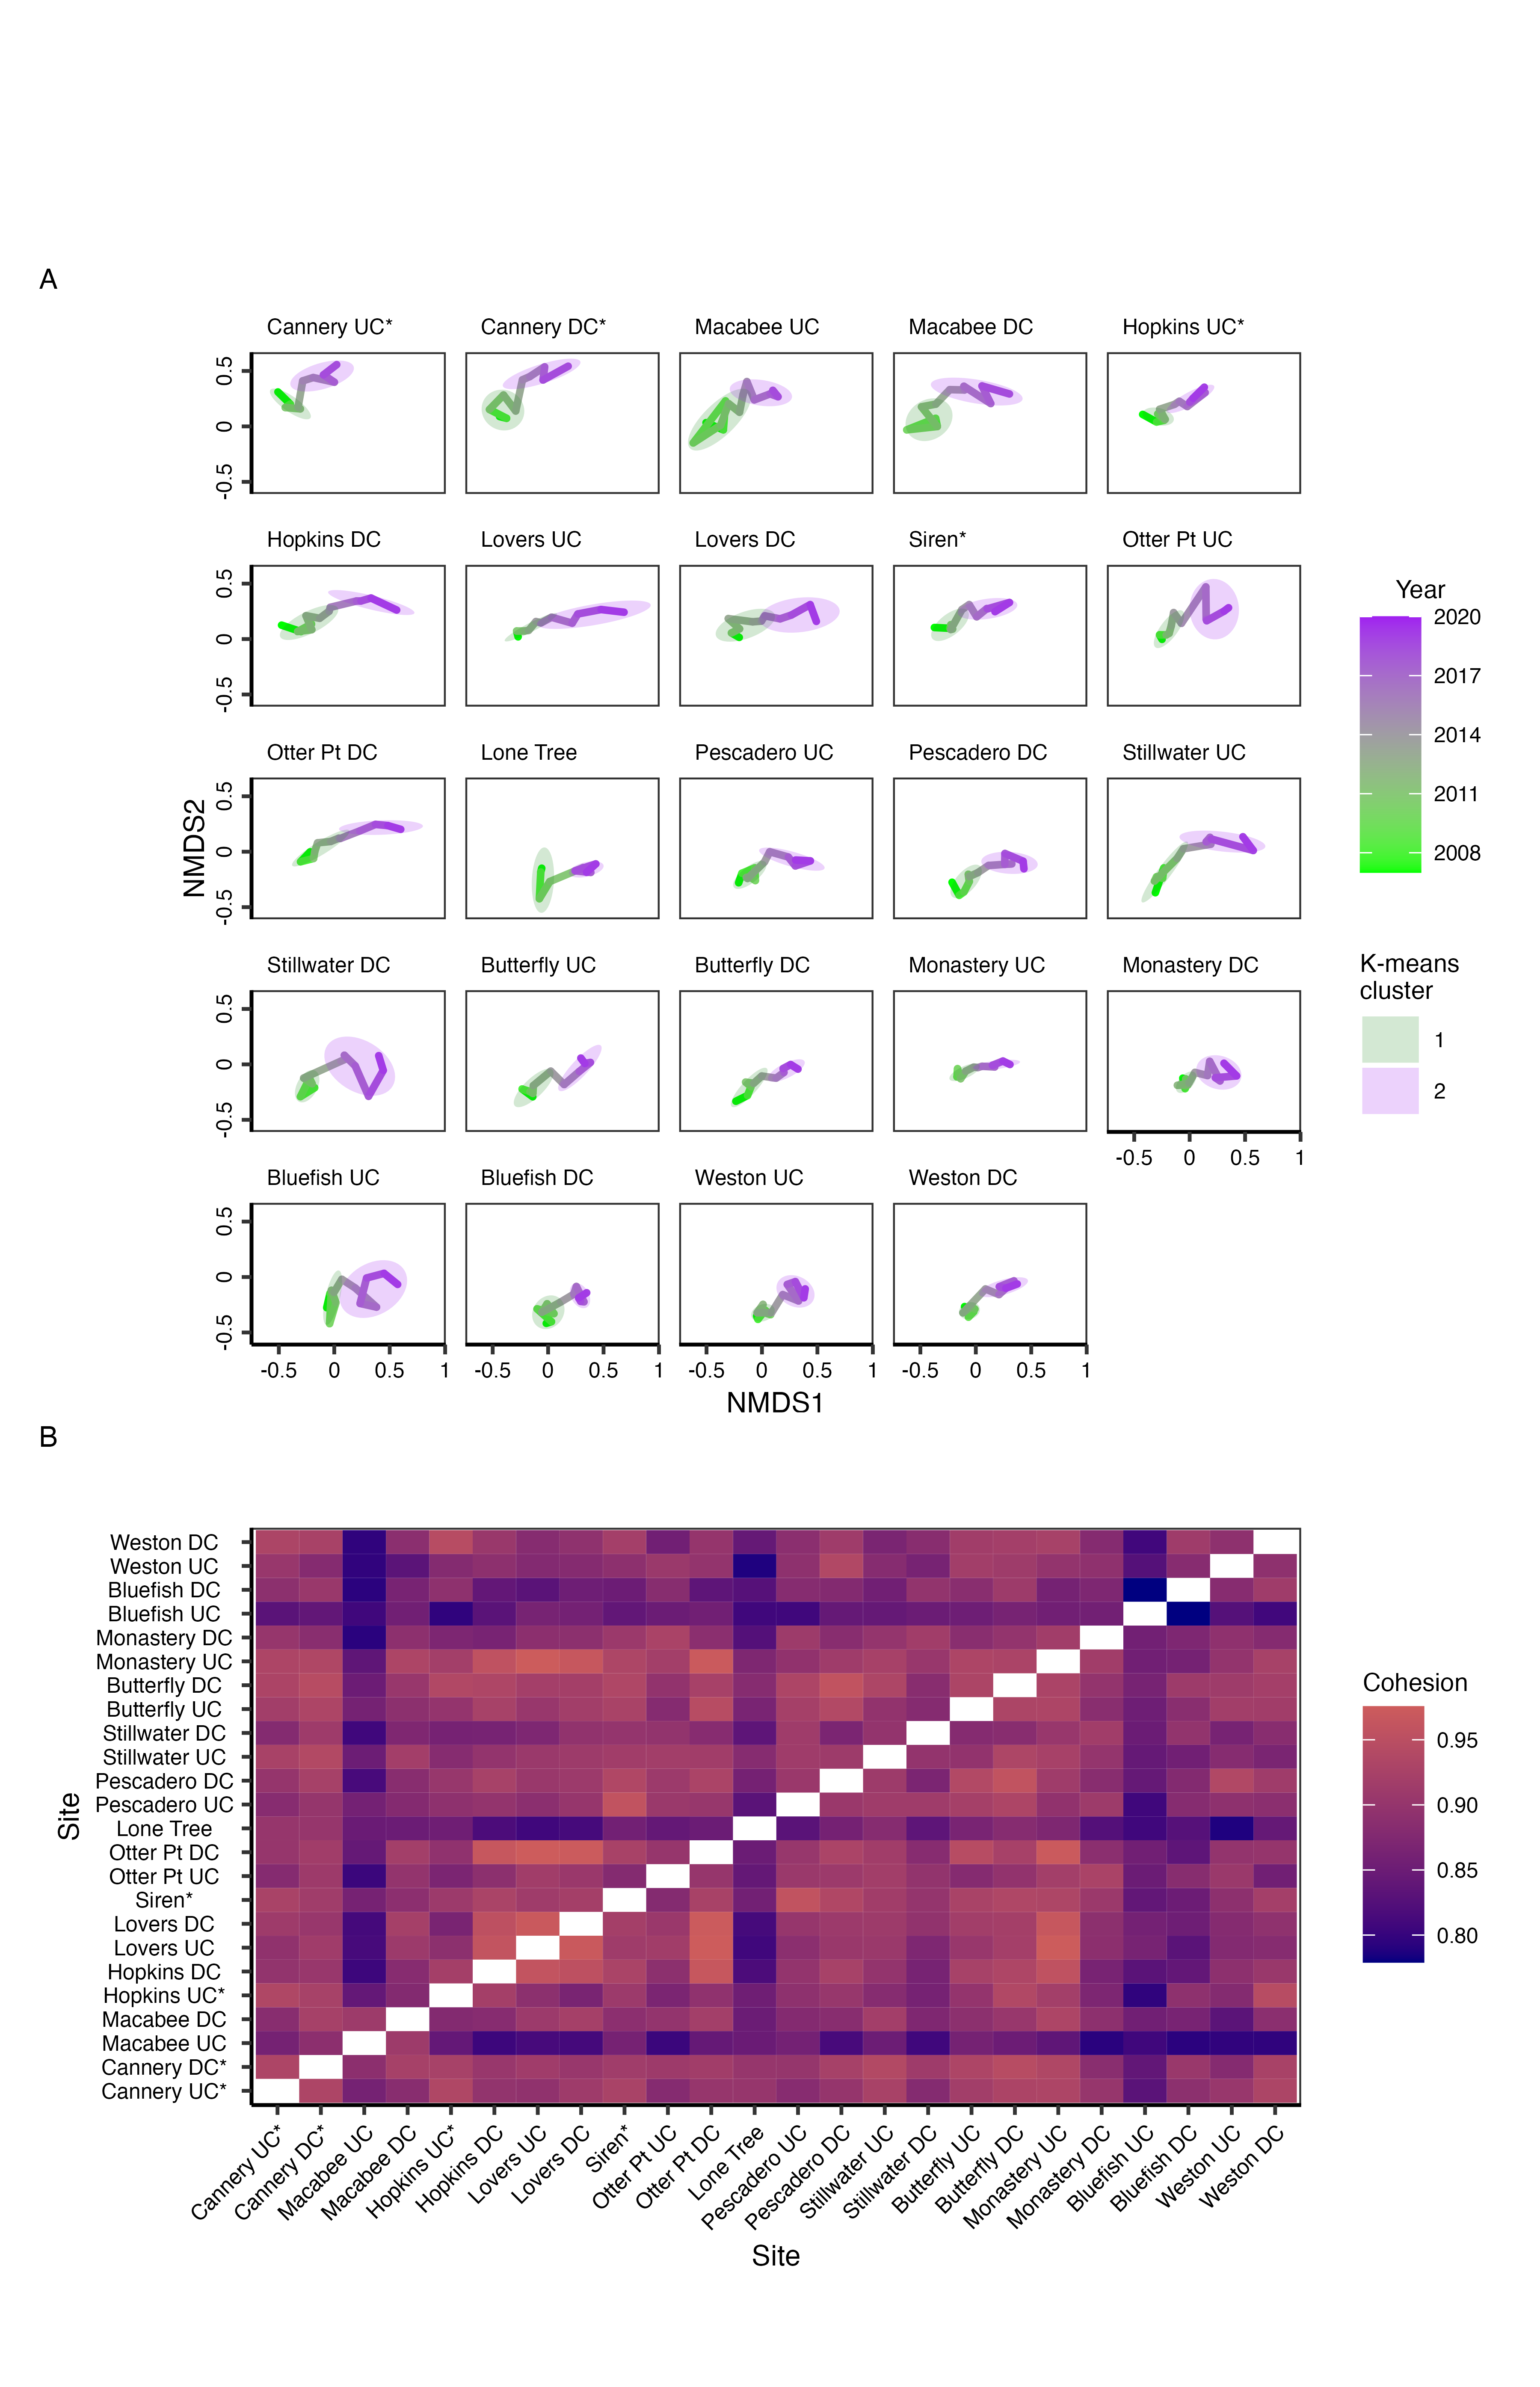 A
Cannery UC*
Cannery DC*
Macabee UC
Macabee DC
Hopkins UC*
0.5
0
-0.5
Hopkins DC
Lovers UC
Lovers DC
Siren*
Otter Pt UC
0.5
0
-0.5
Otter Pt DC
Lone Tree
Pescadero UC
Pescadero DC
Stillwater UC
0.5
0
-0.5
Stillwater DC
Butterfly UC
Butterfly DC
Monastery UC
Monastery DC
0.5
0
-0.5
-0.5 0 0.5 1
Bluefish UC
Bluefish DC
Weston UC
Weston DC
0.5
0
-0.5
-0.5 0 0.5 1
-0.5 0 0.5 1
-0.5 0 0.5 1
-0.5 0 0.5 1
NMDS1
NMDS2
Year
2020
2017
2014
2011
2008
K-means
cluster
1
2
B
Weston DC
Weston UC
Bluefish DC
Bluefish UC
Monastery DC
Monastery UC
Butterfly DC
Butterfly UC
Stillwater DC
Stillwater UC
Pescadero DC
Pescadero UC
Lone Tree
Otter Pt DC
Otter Pt UC
Siren*
Lovers DC
Lovers UC
Hopkins DC
Hopkins UC*
Macabee DC
Macabee UC
Cannery DC*
Cannery UC*
Site
Cannery UC*
Cannery DC*
Macabee UC
Macabee DC
Hopkins UC*
Hopkins DC
Lovers UC
Lovers DC
Siren*
Otter Pt UC
Otter Pt DC
Lone Tree
Pescadero UC
Pescadero DC
Stillwater UC
Stillwater DC
Butterfly UC
Butterfly DC
Monastery UC
Monastery DC
Bluefish UC
Bluefish DC
Weston UC
Weston DC
Site
Cohesion
0.95
0.90
0.85
0.80